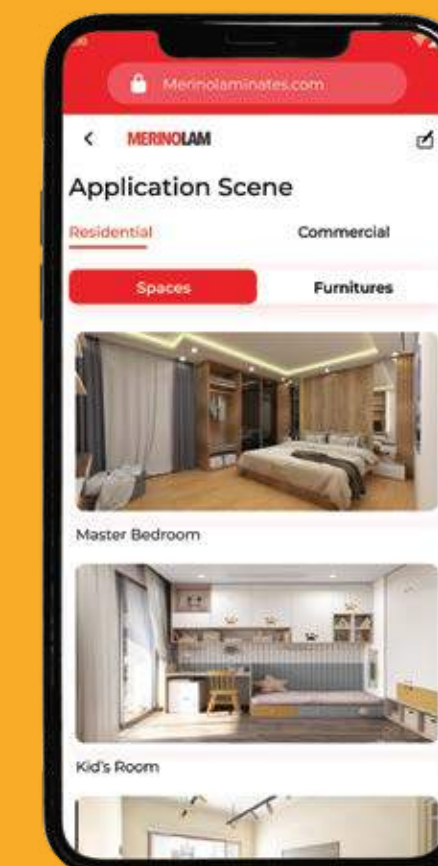 Merinolaminates.com
MERINOLAM
Application Scene
Residential Commercial
Spaces Furnitures
Master Bedroom
Kid's Room